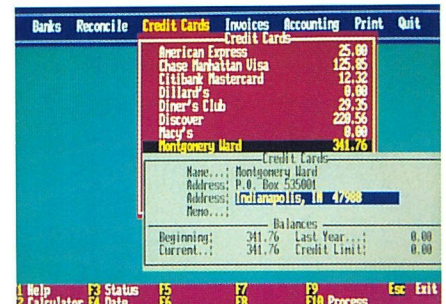 Banks Reconcile Credit Cards Invoices Accounting Print Quit
Credit Cards
American Express 25.00
Chase Manhattan Visa 125.85
Citibank Mastercard 12.32
Dillard's 0.00
Diner's Club 29.35
Discover 220.56
Macy's 0.00
Montgomery Ward 341.76
Credit Cards
Name...: Montgomery Ward
Address: P.O. Box 535001
Address: Indianapolis, IN 47988
Memo...:
Balances
Beginning: 341.76 Last Year...: 0.00
Current..: 341.76 Credit Limit: 0.00
1 Help F3 Status F5 F7 F9 Esc Exit
2 Calculator F4 Date F6 F8 F10 Process